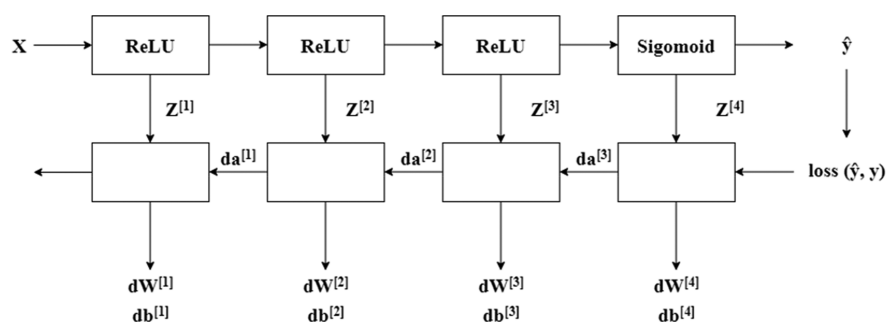 X ReLU ReLU ReLU Sigomoid ŷ
Z[1] Z[2] Z[3] Z[4]
da[1] da[2] da[3] loss (ŷ, y)
dW[1] dW[2] dW[3] dW[4]
db[1] db[2] db[3] db[4]